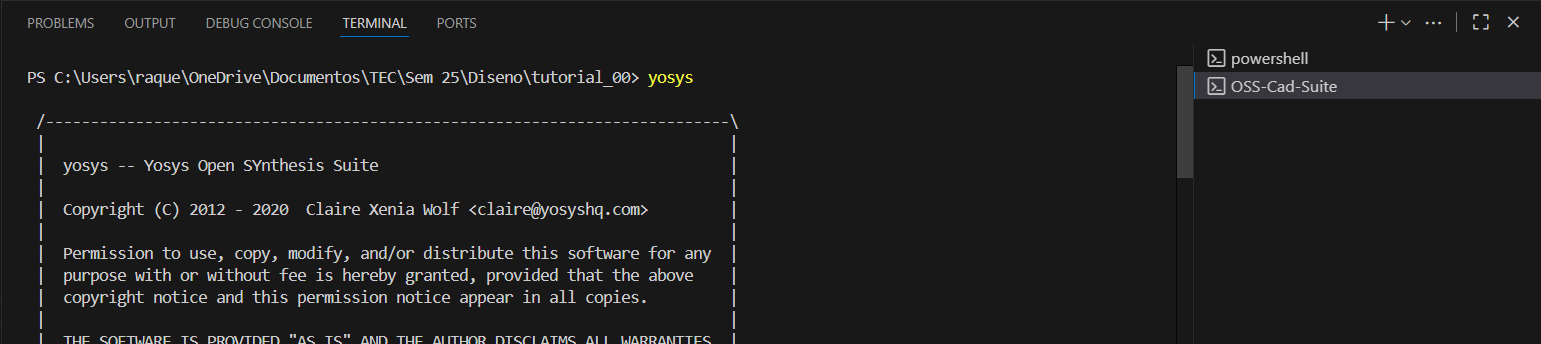 PROBLEMS OUTPUT DEBUG CONSOLE TERMINAL PORTS
powershell
OSS-Cad-Suite
PS C:\Users\raque\OneDrive\Documentos\TEC\Sem 25\Diseno\tutorial_00> yosys
/----------------------------------------------------------------------------\
|                                                                            |
|  yosys -- Yosys Open SYnthesis Suite                                       |
|                                                                            |
|  Copyright (C) 2012 - 2020  Claire Xenia Wolf <claire@yosyshq.com>         |
|                                                                            |
|  Permission to use, copy, modify, and/or distribute this software for any  |
|  purpose with or without fee is hereby granted, provided that the above    |
|  copyright notice and this permission notice appear in all copies.         |
|                                                                            |
|  THE SOFTWARE IS PROVIDED "AS IS" AND THE AUTHOR DISCLAIMS ALL WARRANTIES  |